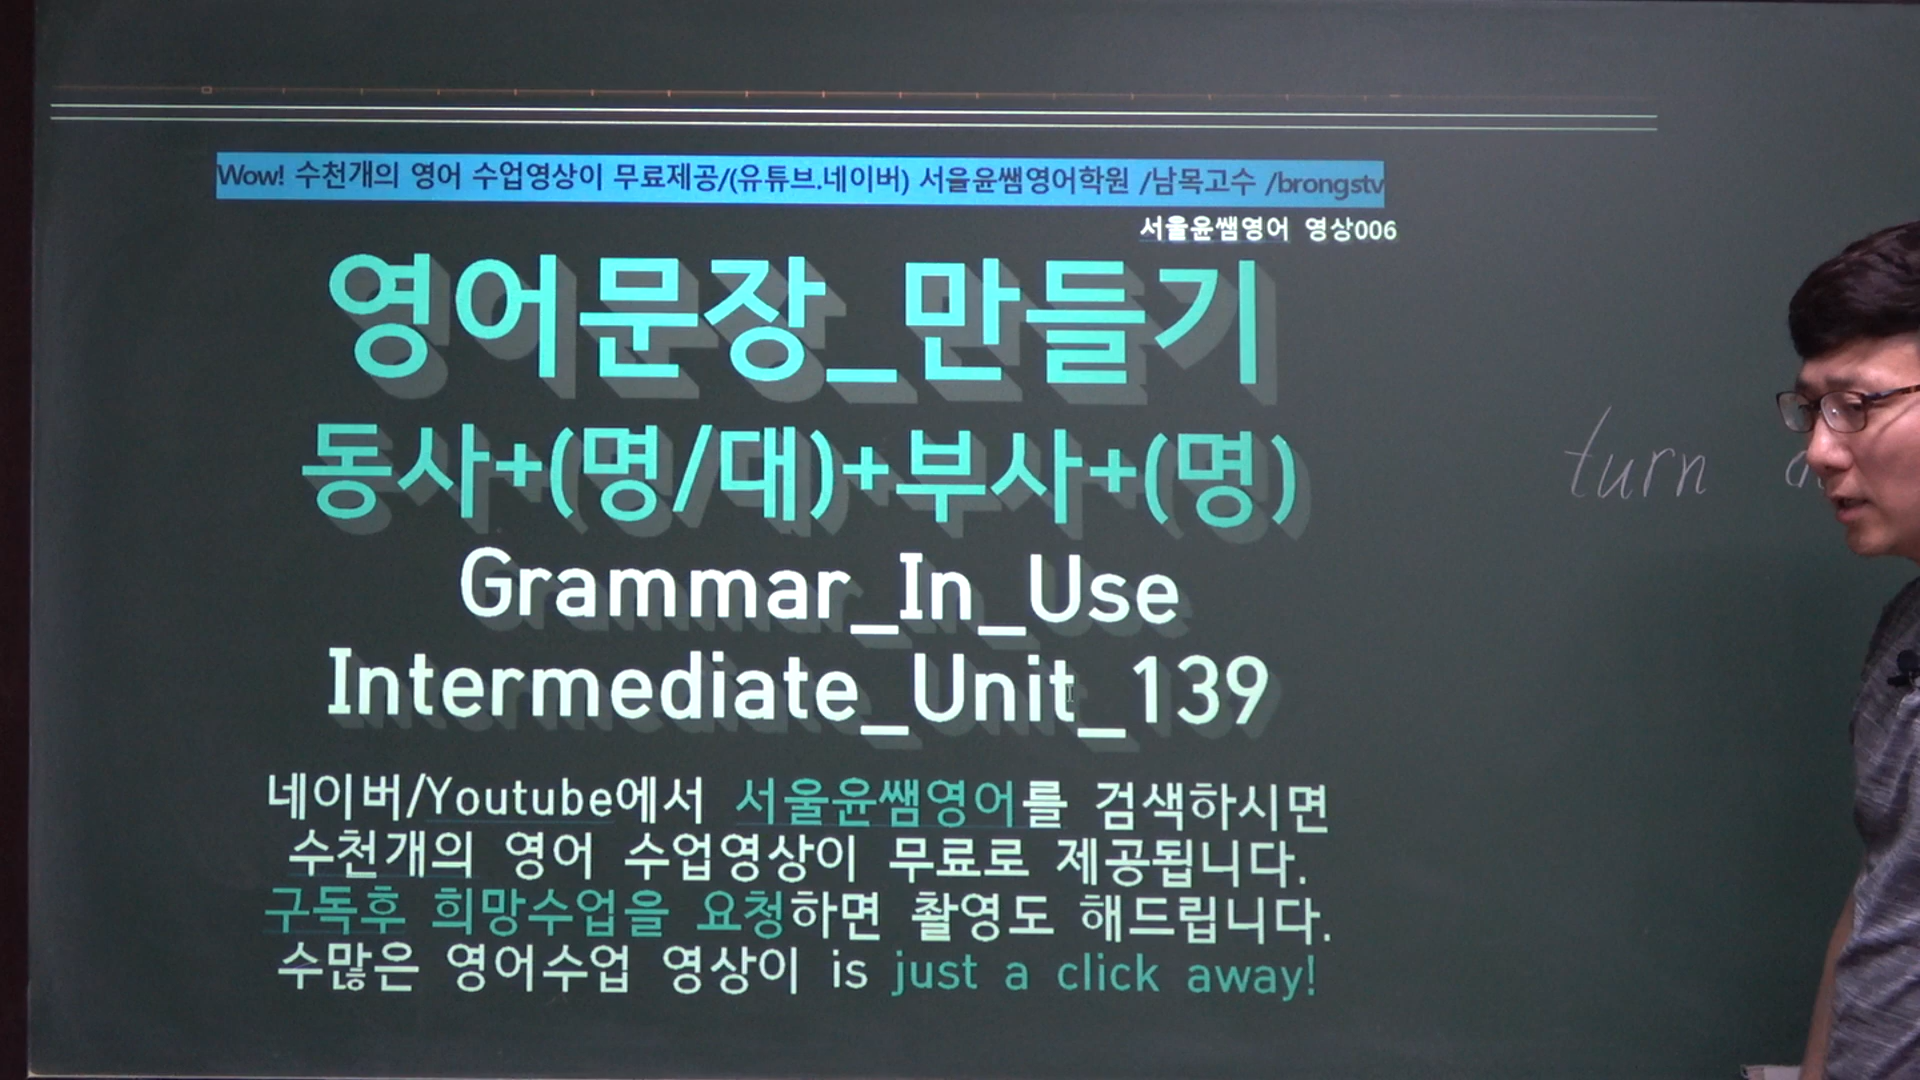 Wow! 수천개의 영어 수업영상이 무료제공/(유튜브.네이버) 서울윤쌤영어학원 /남목고수 /brongstv
서울윤쌤영어 영상006
영어문장_만들기
동사+(명/대)+부사+(명)
Grammar_In_Use
Intermediate_Unit_139
네이버/Youtube에서 서울윤쌤영어를 검색하시면
수천개의 영어 수업영상이 무료로 제공됩니다.
구독후 희망수업을 요청하면 촬영도 해드립니다.
수많은 영어수업 영상이 is just a click away!
turn